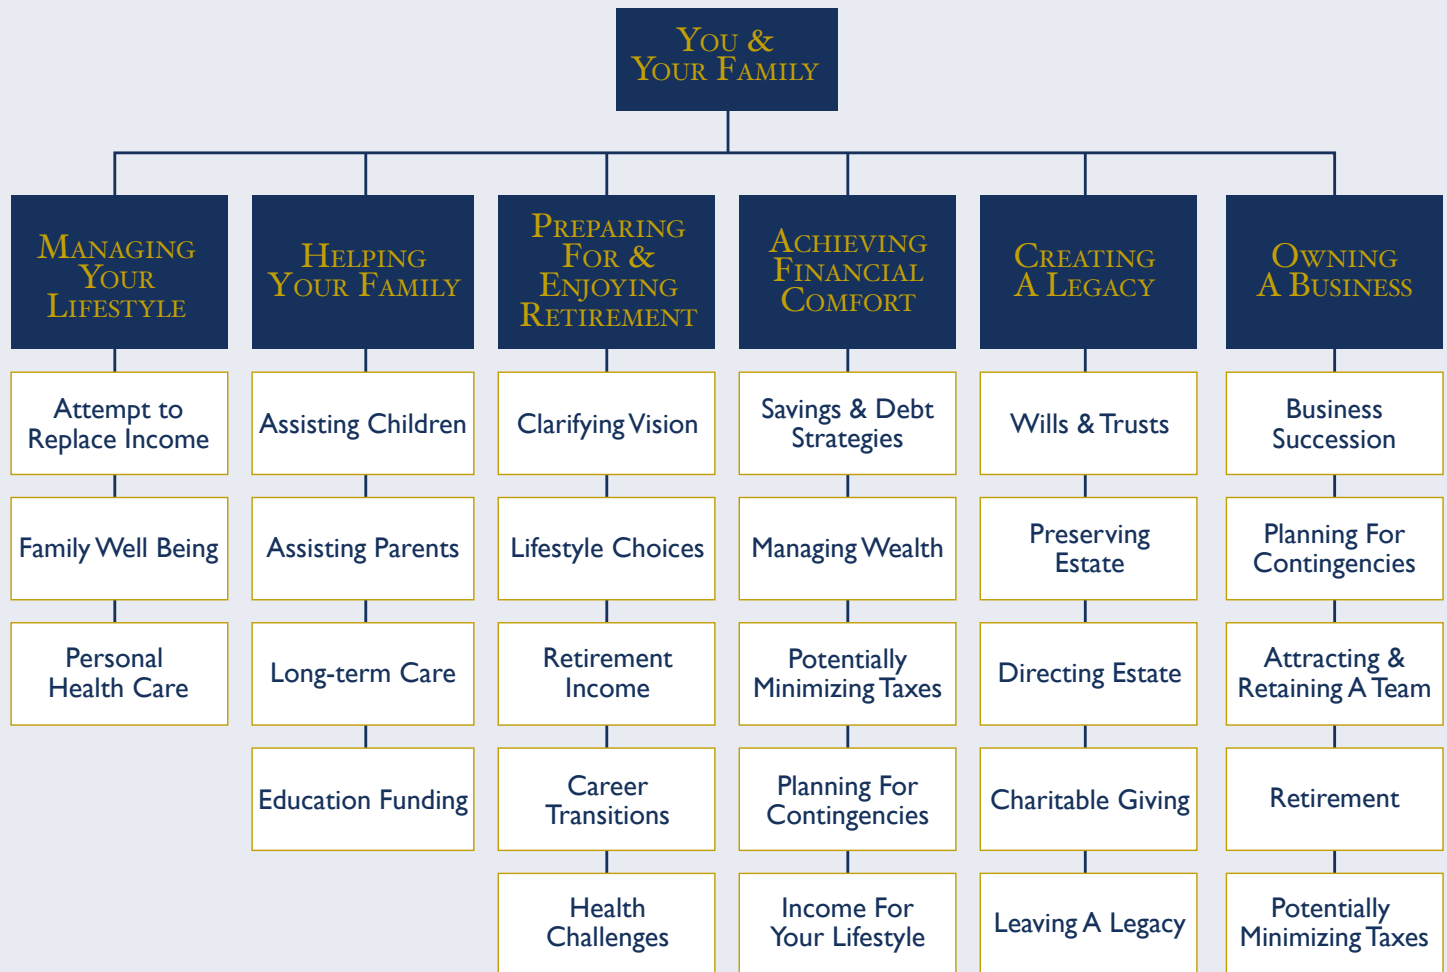 You &
Your Family
Managing
Your
Lifestyle
Attempt to
Replace Income
Family Well Being
Personal
Health Care
Helping
Your Family
Assisting Children
Assisting Parents
Long-term Care
Education Funding
Preparing
For &
Enjoying
Retirement
Clarifying Vision
Lifestyle Choices
Retirement
Income
Career
Transitions
Health
Challenges
Achieving
Financial
Comfort
Savings & Debt
Strategies
Managing Wealth
Potentially
Minimizing Taxes
Planning For
Contingencies
Income For
Your Lifestyle
Creating
A Legacy
Wills & Trusts
Preserving
Estate
Directing Estate
Charitable Giving
Leaving A Legacy
Owning
A Business
Business
Succession
Planning For
Contingencies
Attracting &
Retaining A Team
Retirement
Potentially
Minimizing Taxes